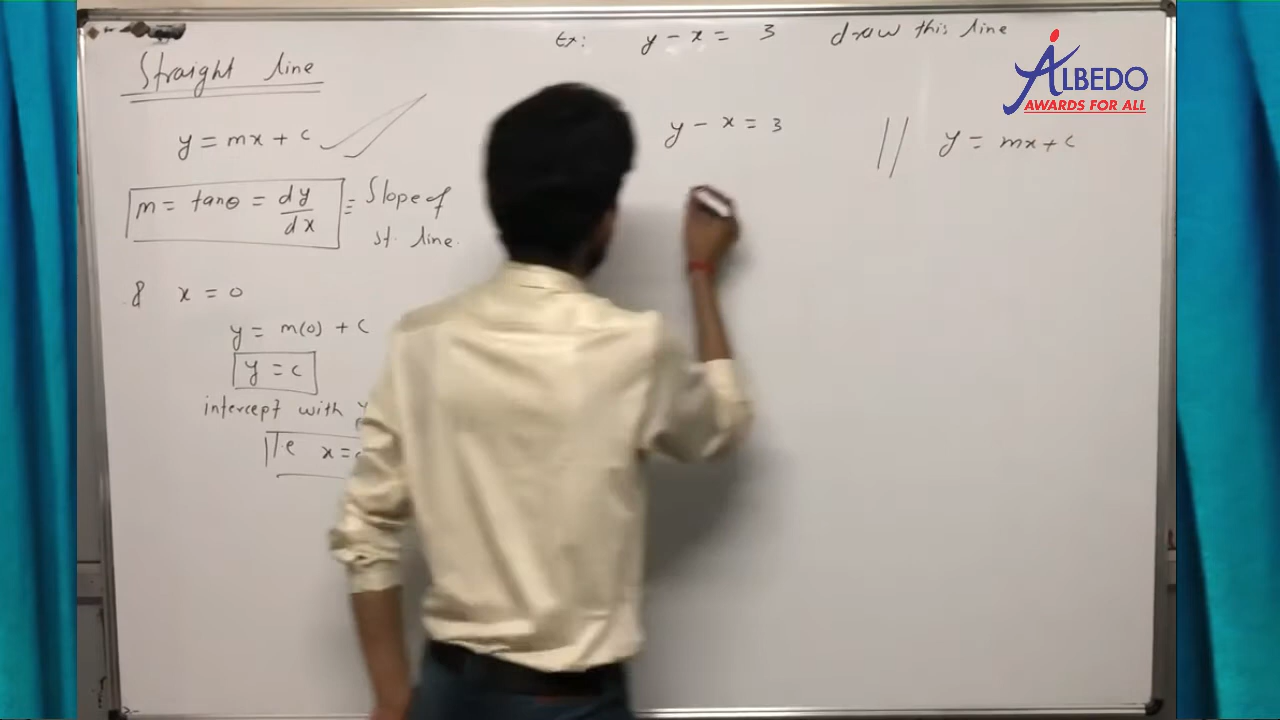 Straight line
y = mx + c
m = tanθ = dy/dx = Slope of
st. line.
x = 0
y = m(0) + c
y = c
intercept with y
x =
Ex: y - x = 3 draw this line
y - x = 3
y = mx + c
ALBEDO
AWARDS FOR ALL